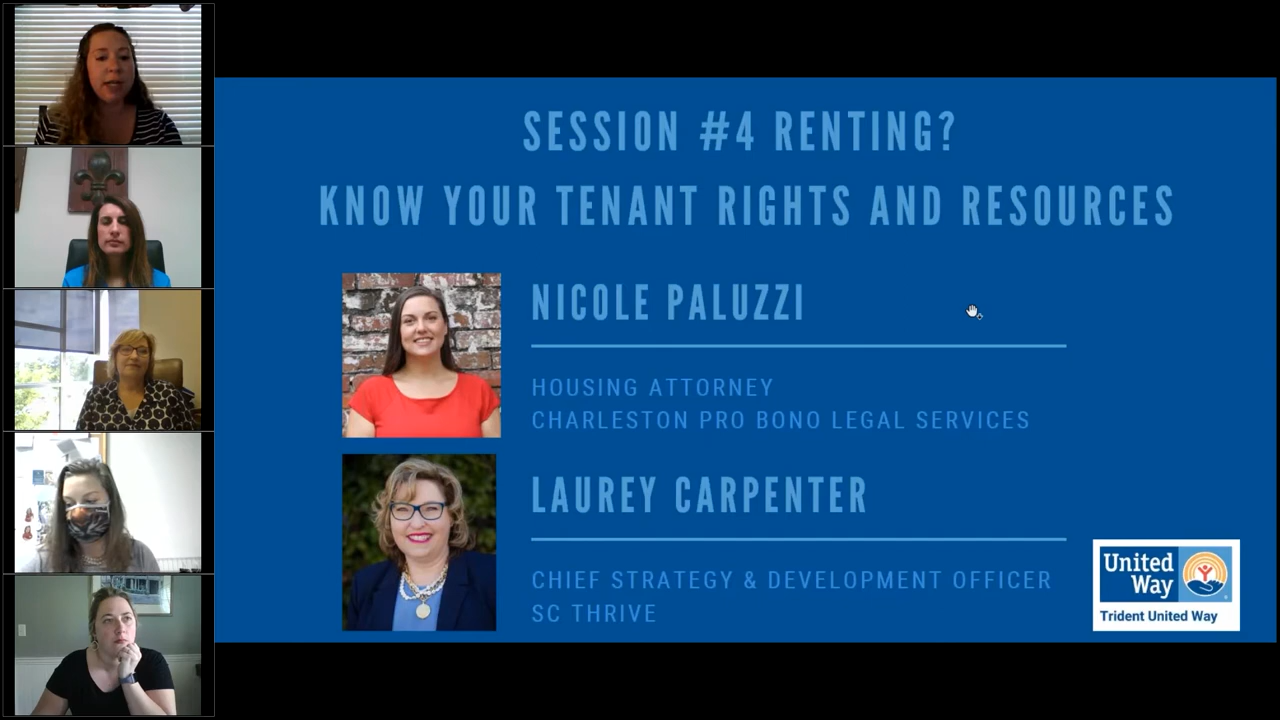 SESSION #4 RENTING?
KNOW YOUR TENANT RIGHTS AND RESOURCES
NICOLE PALUZZI
HOUSING ATTORNEY
CHARLESTON PRO BONO LEGAL SERVICES
LAUREY CARPENTER
CHIEF STRATEGY & DEVELOPMENT OFFICER
SC THRIVE
United
Way
Trident United Way